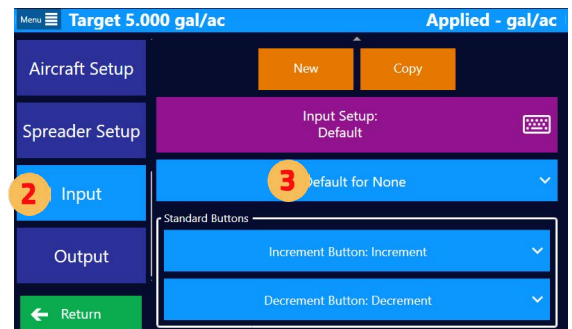 Menu Target 5.000 gal/ac
Applied - gal/ac
Aircraft Setup
Spreader Setup
2 Input
Output
Return
New
Copy
Input Setup:
Default
3 Default for None
Standard Buttons
Increment Button: Increment
Decrement Button: Decrement